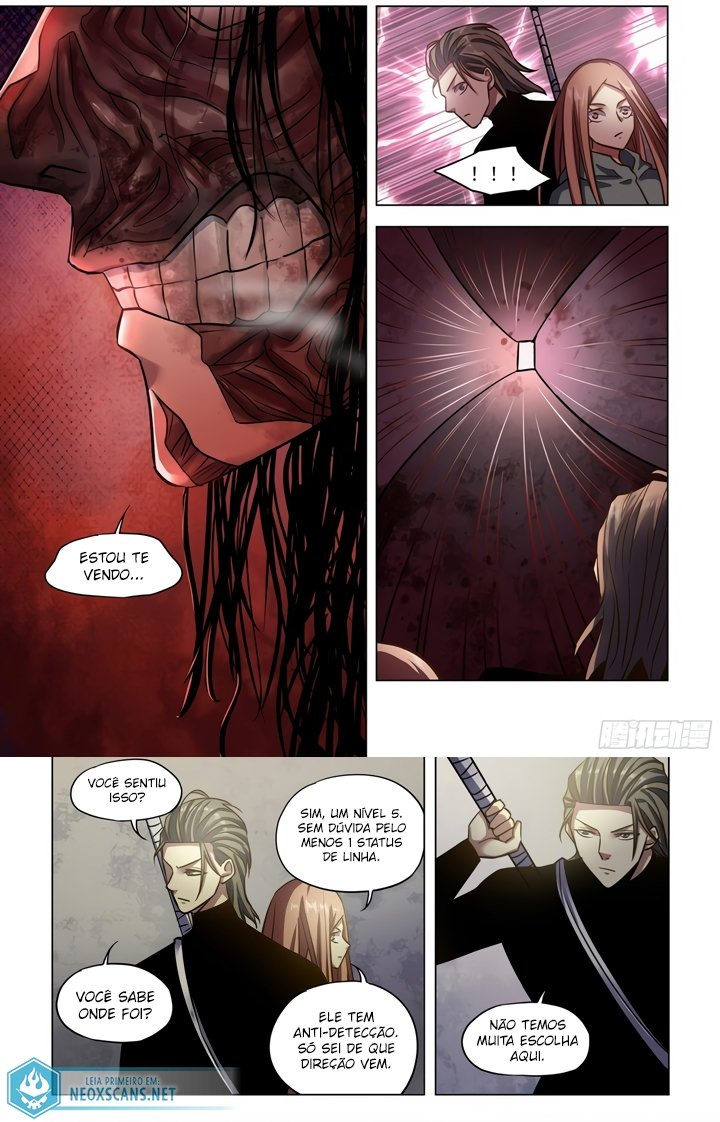 ! ! !
ESTOU TE
VENDO...
腾讯动漫
VOCÊ SENTIU
ISSO?
SIM, UM NÍVEL 5.
SEM DÚVIDA PELO
MENOS 1 STATUS
DE LINHA.
VOCÊ SABE
ONDE FOI?
ELE TEM
ANTI-DETECÇÃO.
SÓ SEI DE QUE
DIREÇÃO VEM.
NÃO TEMOS
MUITA ESCOLHA
AQUI.
LEIA PRIMEIRO EM:
NEOXSCANS.NET